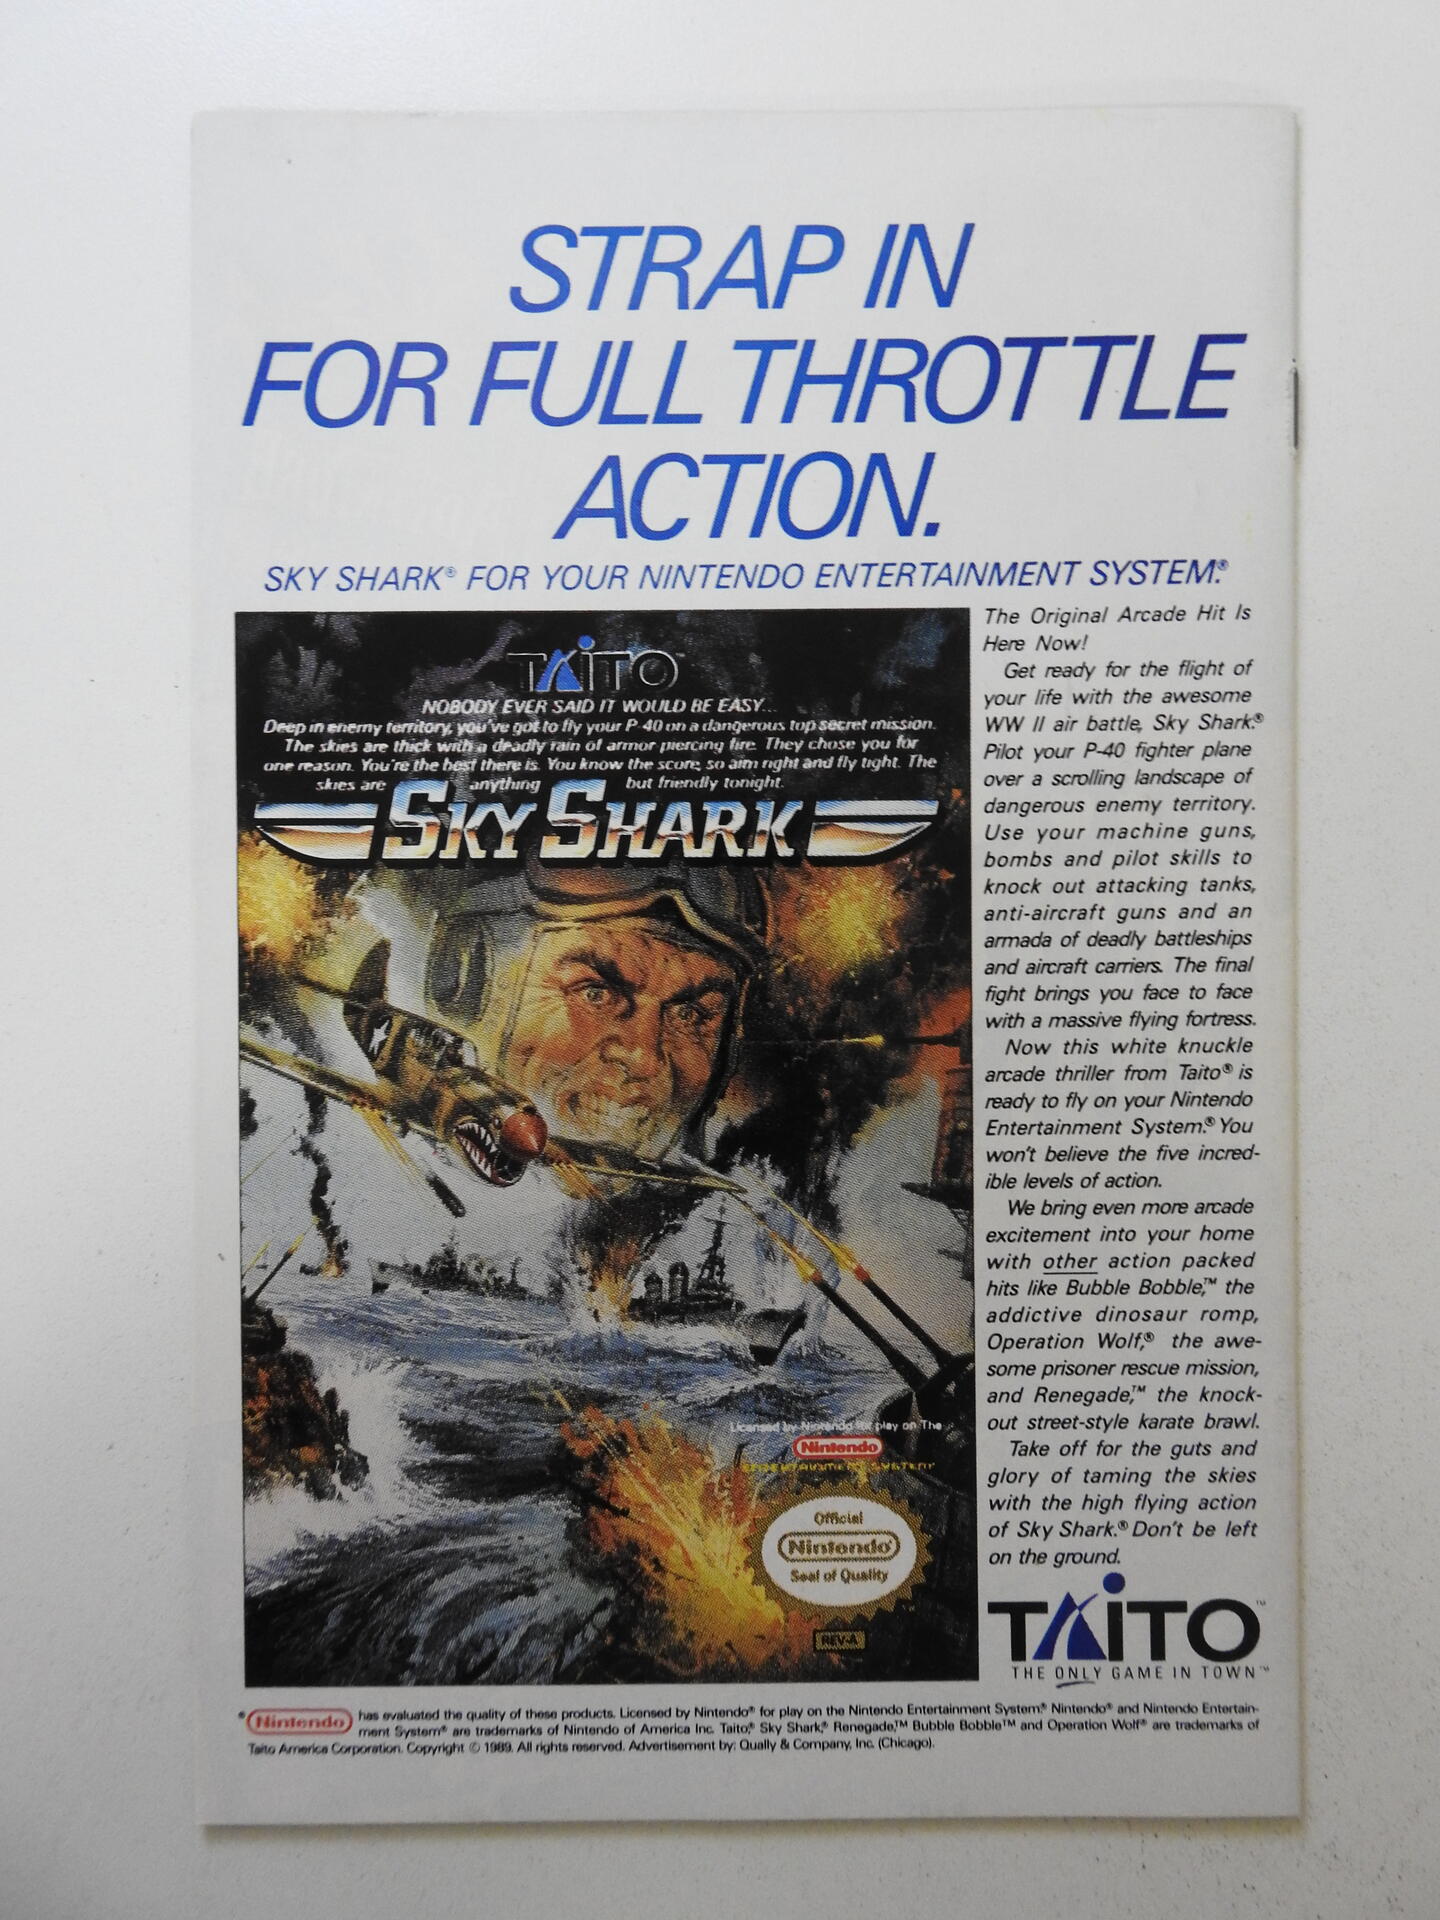 STRAP IN
FOR FULL THROTTLE
ACTION.
SKY SHARK® FOR YOUR NINTENDO ENTERTAINMENT SYSTEM.®
TAITO™
NOBODY EVER SAID IT WOULD BE EASY...
Deep in enemy territory, you've got to fly your P-40 on a dangerous top secret mission.
The skies are thick with a deadly rain of armor piercing fire. They chose you for
one reason. You're the best there is. You know the score, so aim right and fly tight. The
skies are anything but friendly tonight.
SKY SHARK
Licensed by Nintendo for play on The
Nintendo
ENTERTAINMENT SYSTEM
Official
Nintendo®
Seal of Quality
REV-A
The Original Arcade Hit Is
Here Now!
Get ready for the flight of
your life with the awesome
WW II air battle, Sky Shark.®
Pilot your P-40 fighter plane
over a scrolling landscape of
dangerous enemy territory.
Use your machine guns,
bombs and pilot skills to
knock out attacking tanks,
anti-aircraft guns and an
armada of deadly battleships
and aircraft carriers. The final
fight brings you face to face
with a massive flying fortress.
Now this white knuckle
arcade thriller from Taito® is
ready to fly on your Nintendo
Entertainment System.® You
won't believe the five incred-
ible levels of action.
We bring even more arcade
excitement into your home
with other action packed
hits like Bubble Bobble,™ the
addictive dinosaur romp,
Operation Wolf,® the awe-
some prisoner rescue mission,
and Renegade,™ the knock-
out street-style karate brawl.
Take off for the guts and
glory of taming the skies
with the high flying action
of Sky Shark.® Don't be left
on the ground.
TAITO™
THE ONLY GAME IN TOWN™
® Nintendo has evaluated the quality of these products. Licensed by Nintendo® for play on the Nintendo Entertainment System.® Nintendo® and Nintendo Entertain-
ment System® are trademarks of Nintendo of America Inc. Taito,® Sky Shark,® Renegade,™ Bubble Bobble™ and Operation Wolf® are trademarks of
Taito America Corporation. Copyright © 1989. All rights reserved. Advertisement by: Qually & Company, Inc. (Chicago).